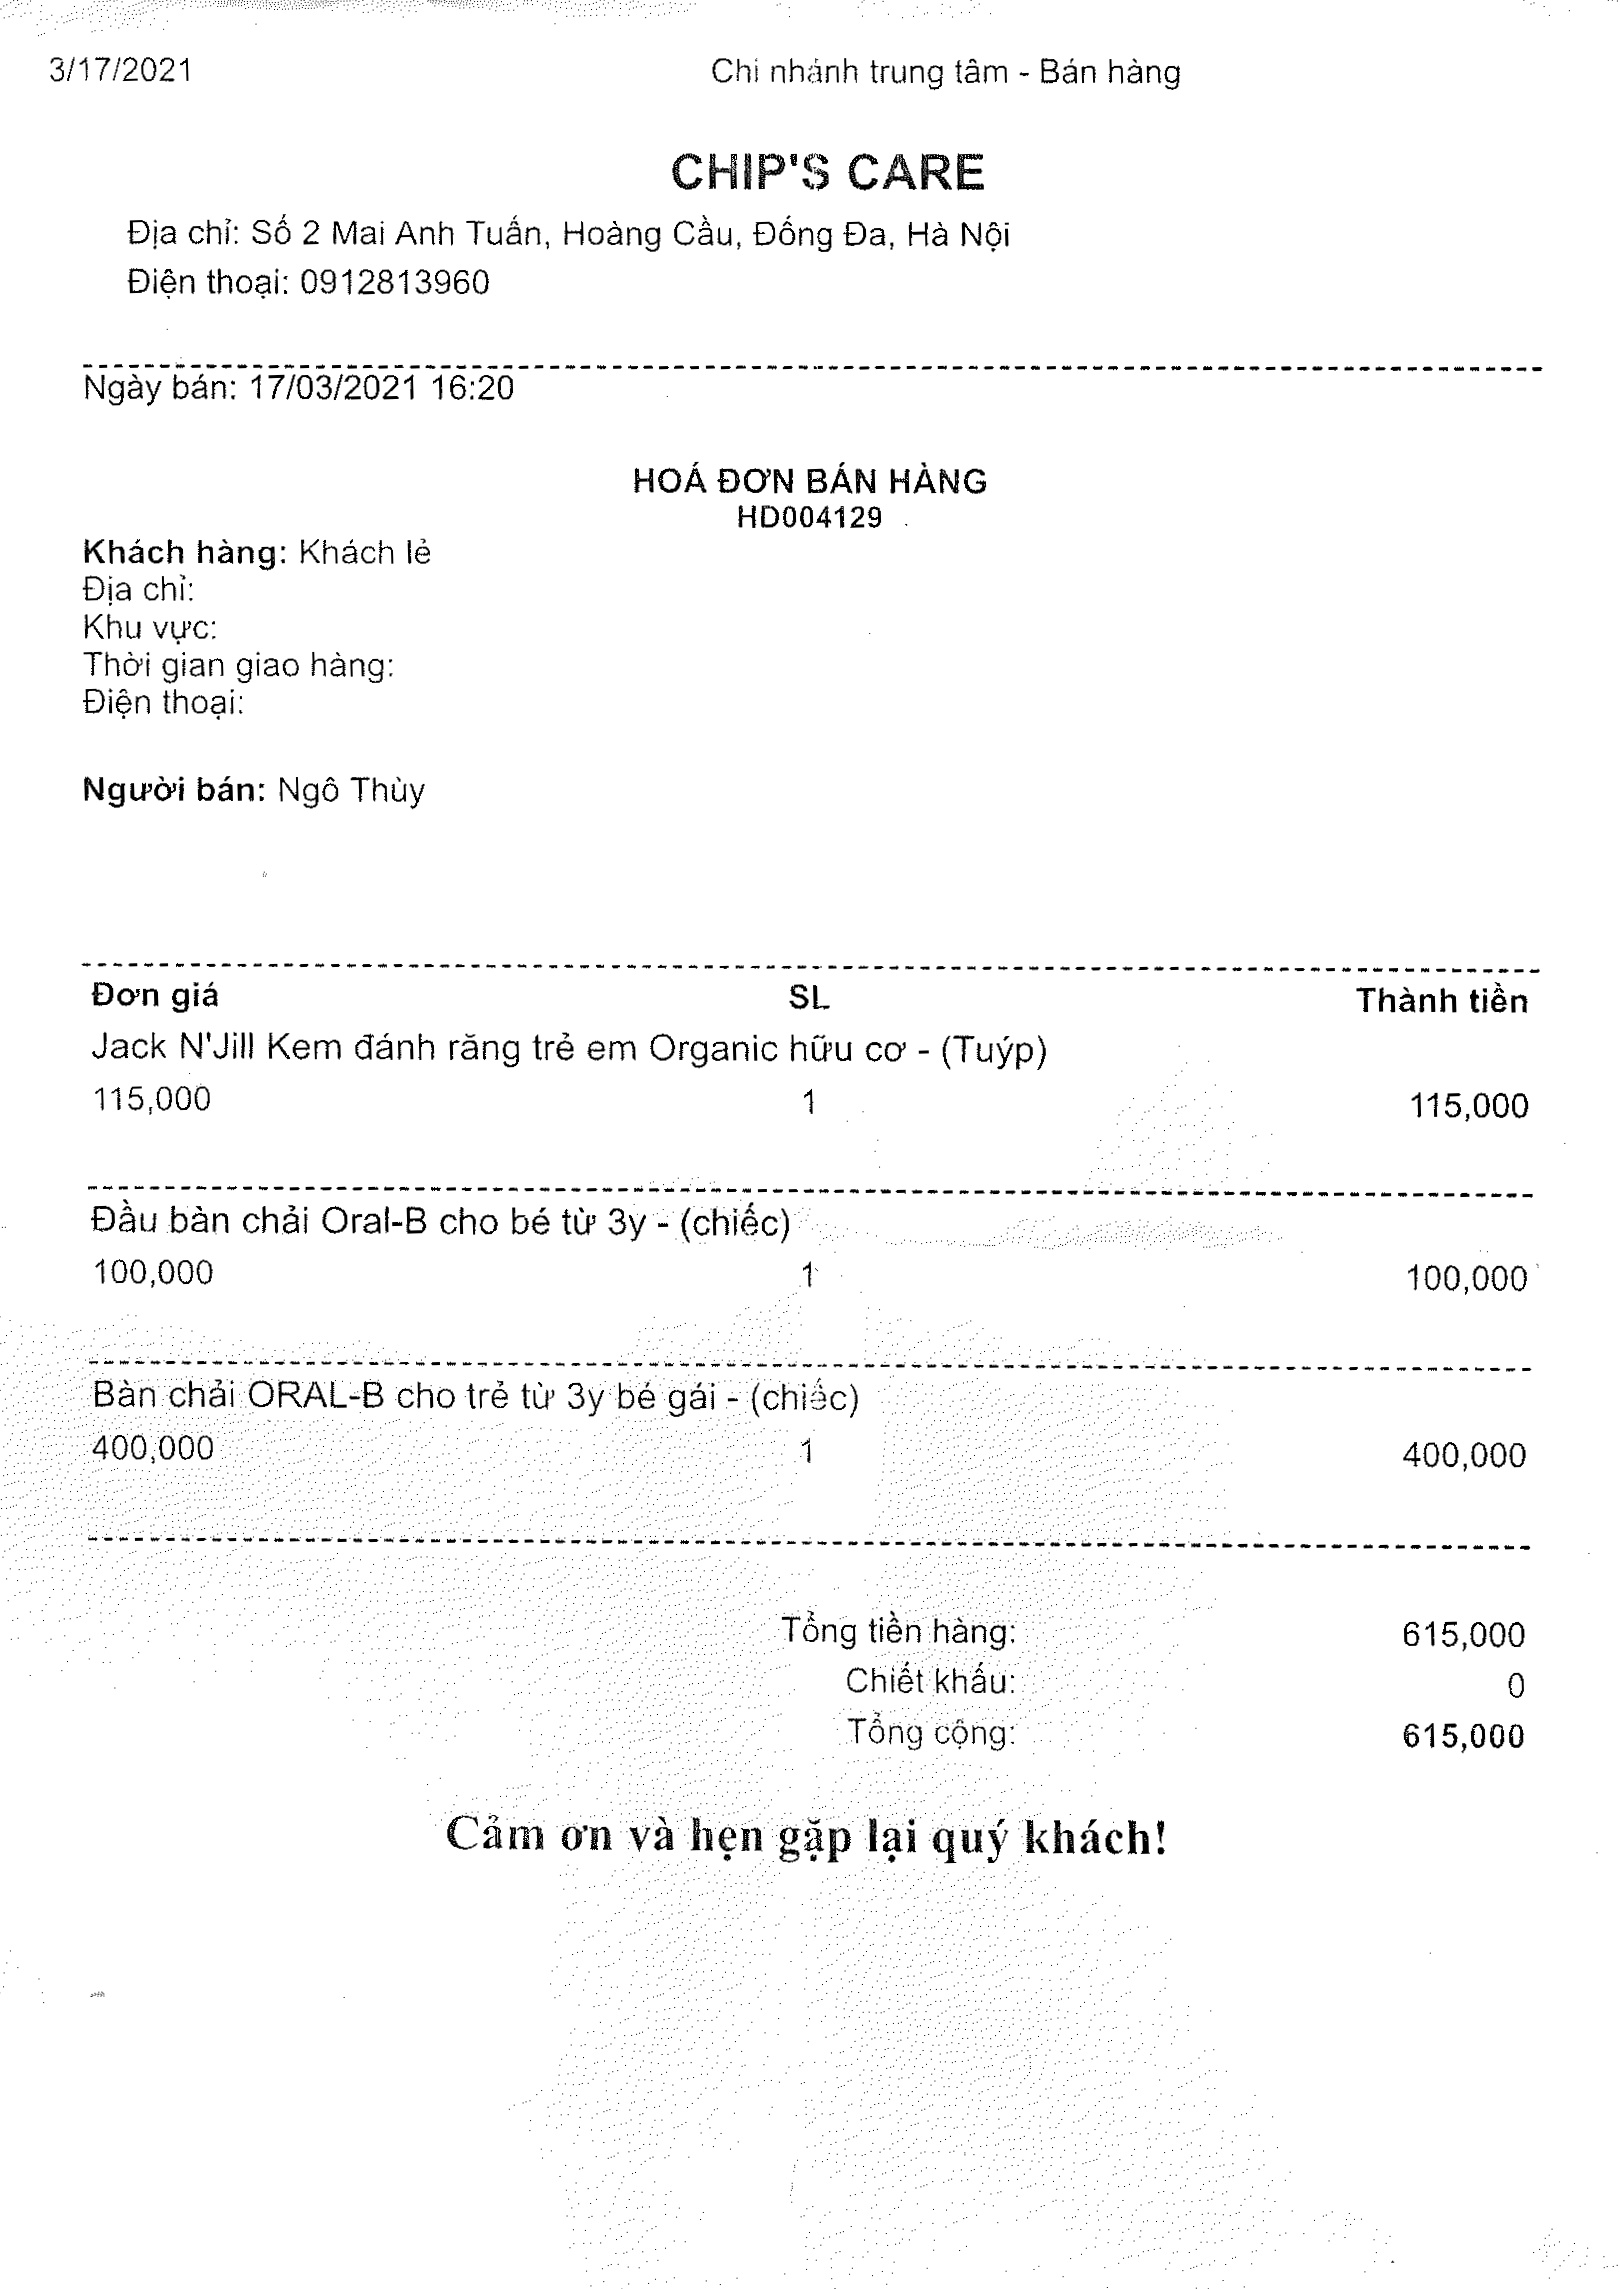 3/17/2021 Chi nhánh trung tâm - Bán hàng
CHIP'S CARE
Địa chỉ: Số 2 Mai Anh Tuấn, Hoàng Cầu, Đống Đa, Hà Nội
Điện thoại: 0912813960
Ngày bán: 17/03/2021 16:20
HOÁ ĐƠN BÁN HÀNG
HD004129
Khách hàng: Khách lẻ
Địa chỉ:
Khu vực:
Thời gian giao hàng:
Điện thoại:
Người bán: Ngô Thùy
Đơn giá SL Thành tiền
Jack N'Jill Kem đánh răng trẻ em Organic hữu cơ - (Tuýp)
115,000 1 115,000
Đầu bàn chải Oral-B cho bé từ 3y - (chiếc)
100,000 1 100,000
Bàn chải ORAL-B cho trẻ từ 3y bé gái - (chiếc)
400,000 1 400,000
Tổng tiền hàng: 615,000
Chiết khấu: 0
Tổng cộng: 615,000
Cảm ơn và hẹn gặp lại quý khách!